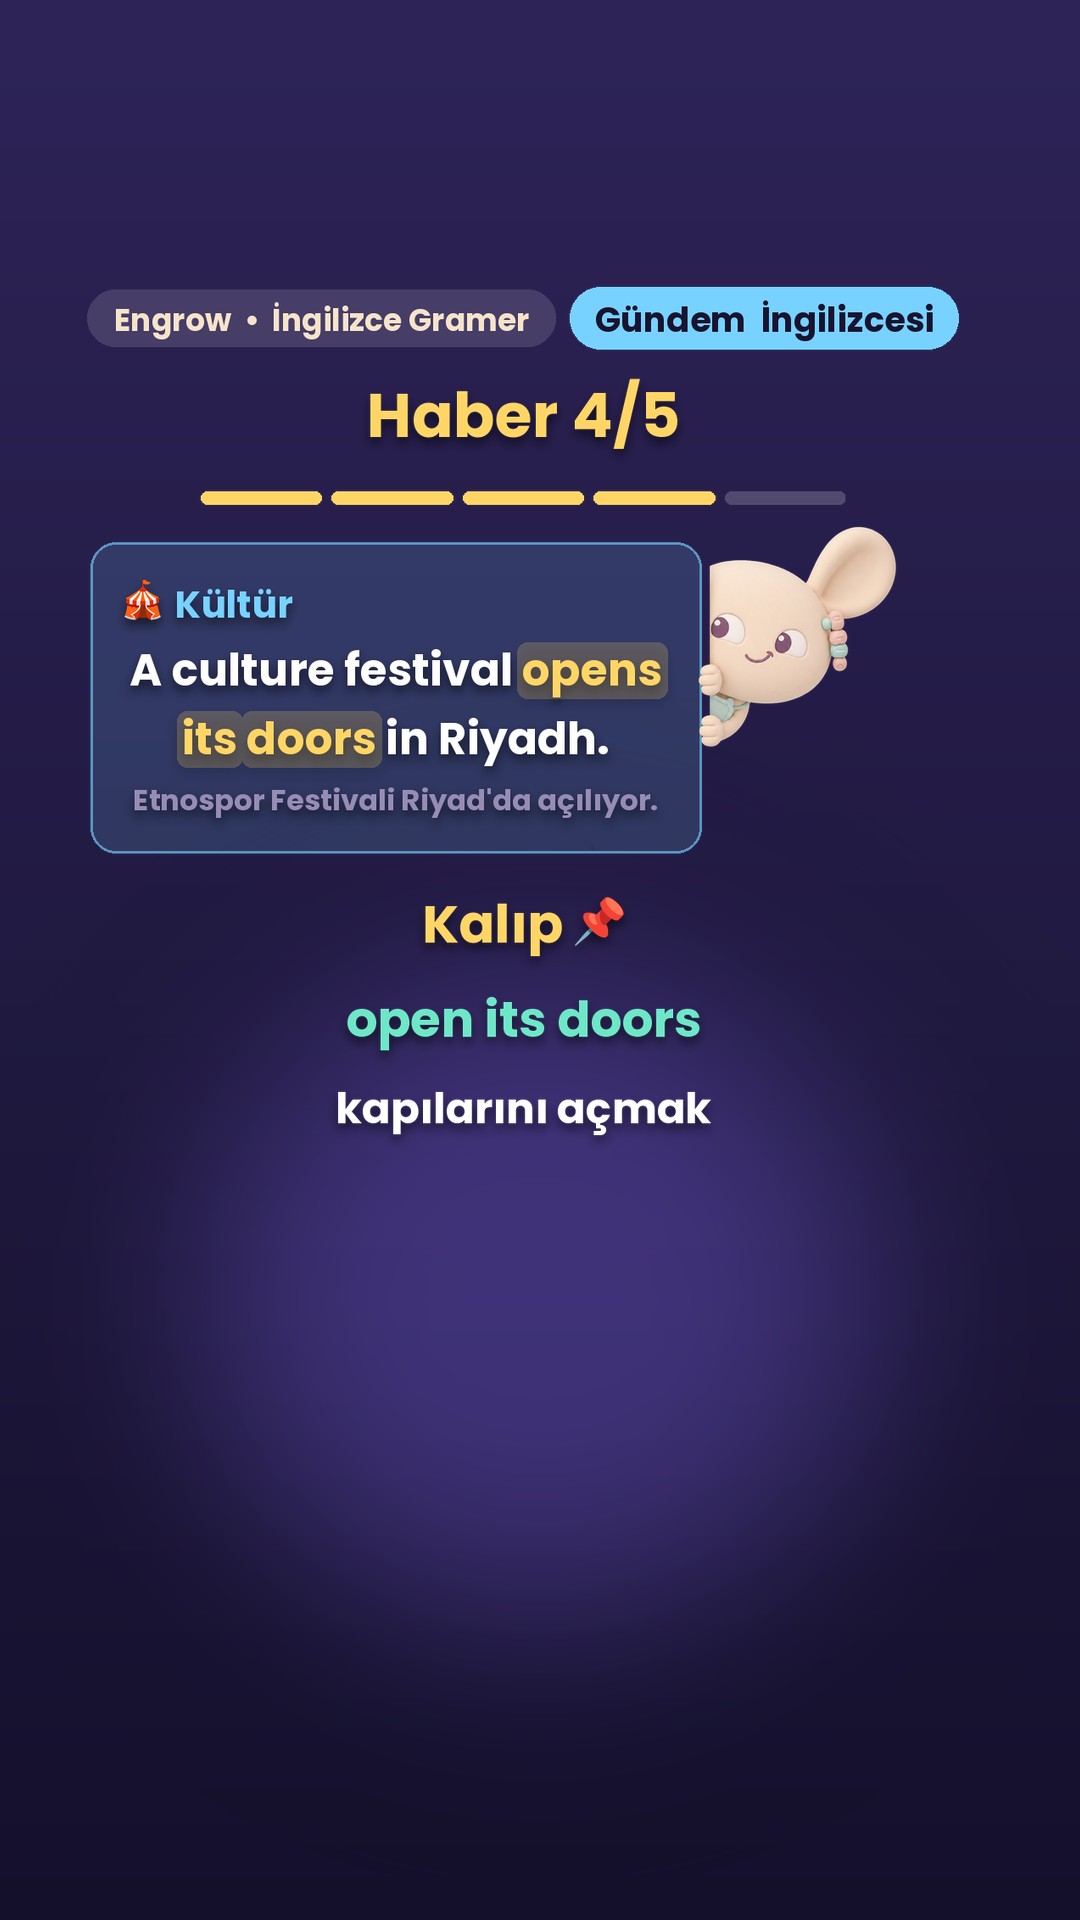 Engrow • İngilizce Gramer
Gündem İngilizcesi
Haber 4/5
Kültür
A culture festival opens
its doors in Riyadh.
Etnospor Festivali Riyad'da açılıyor.
Kalıp
open its doors
kapılarını açmak